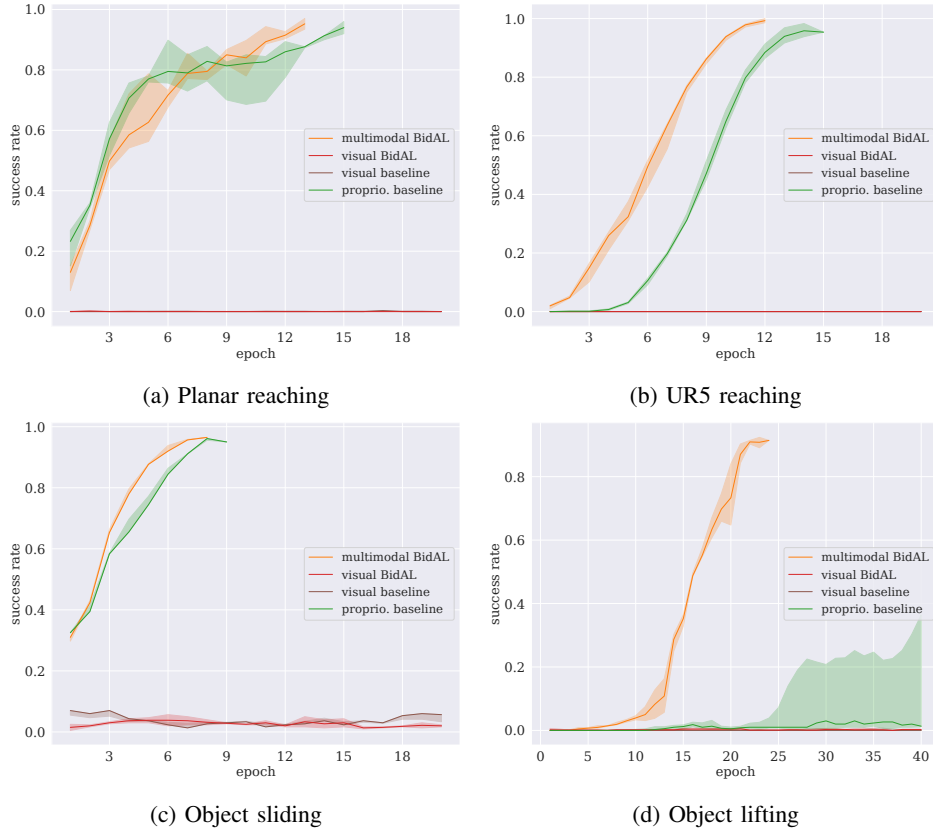 1.0
0.8
0.6
0.4
0.2
0.0
success rate
multimodal BidAL
visual BidAL
visual baseline
proprio. baseline
3 6 9 12 15 18
epoch
(a) Planar reaching
1.0
0.8
0.6
0.4
0.2
0.0
success rate
multimodal BidAL
visual BidAL
visual baseline
proprio. baseline
3 6 9 12 15 18
epoch
(b) UR5 reaching
1.0
0.8
0.6
0.4
0.2
0.0
success rate
multimodal BidAL
visual BidAL
visual baseline
proprio. baseline
3 6 9 12 15 18
epoch
(c) Object sliding
0.8
0.6
0.4
0.2
0.0
success rate
multimodal BidAL
visual BidAL
visual baseline
proprio. baseline
0 5 10 15 20 25 30 35 40
epoch
(d) Object lifting